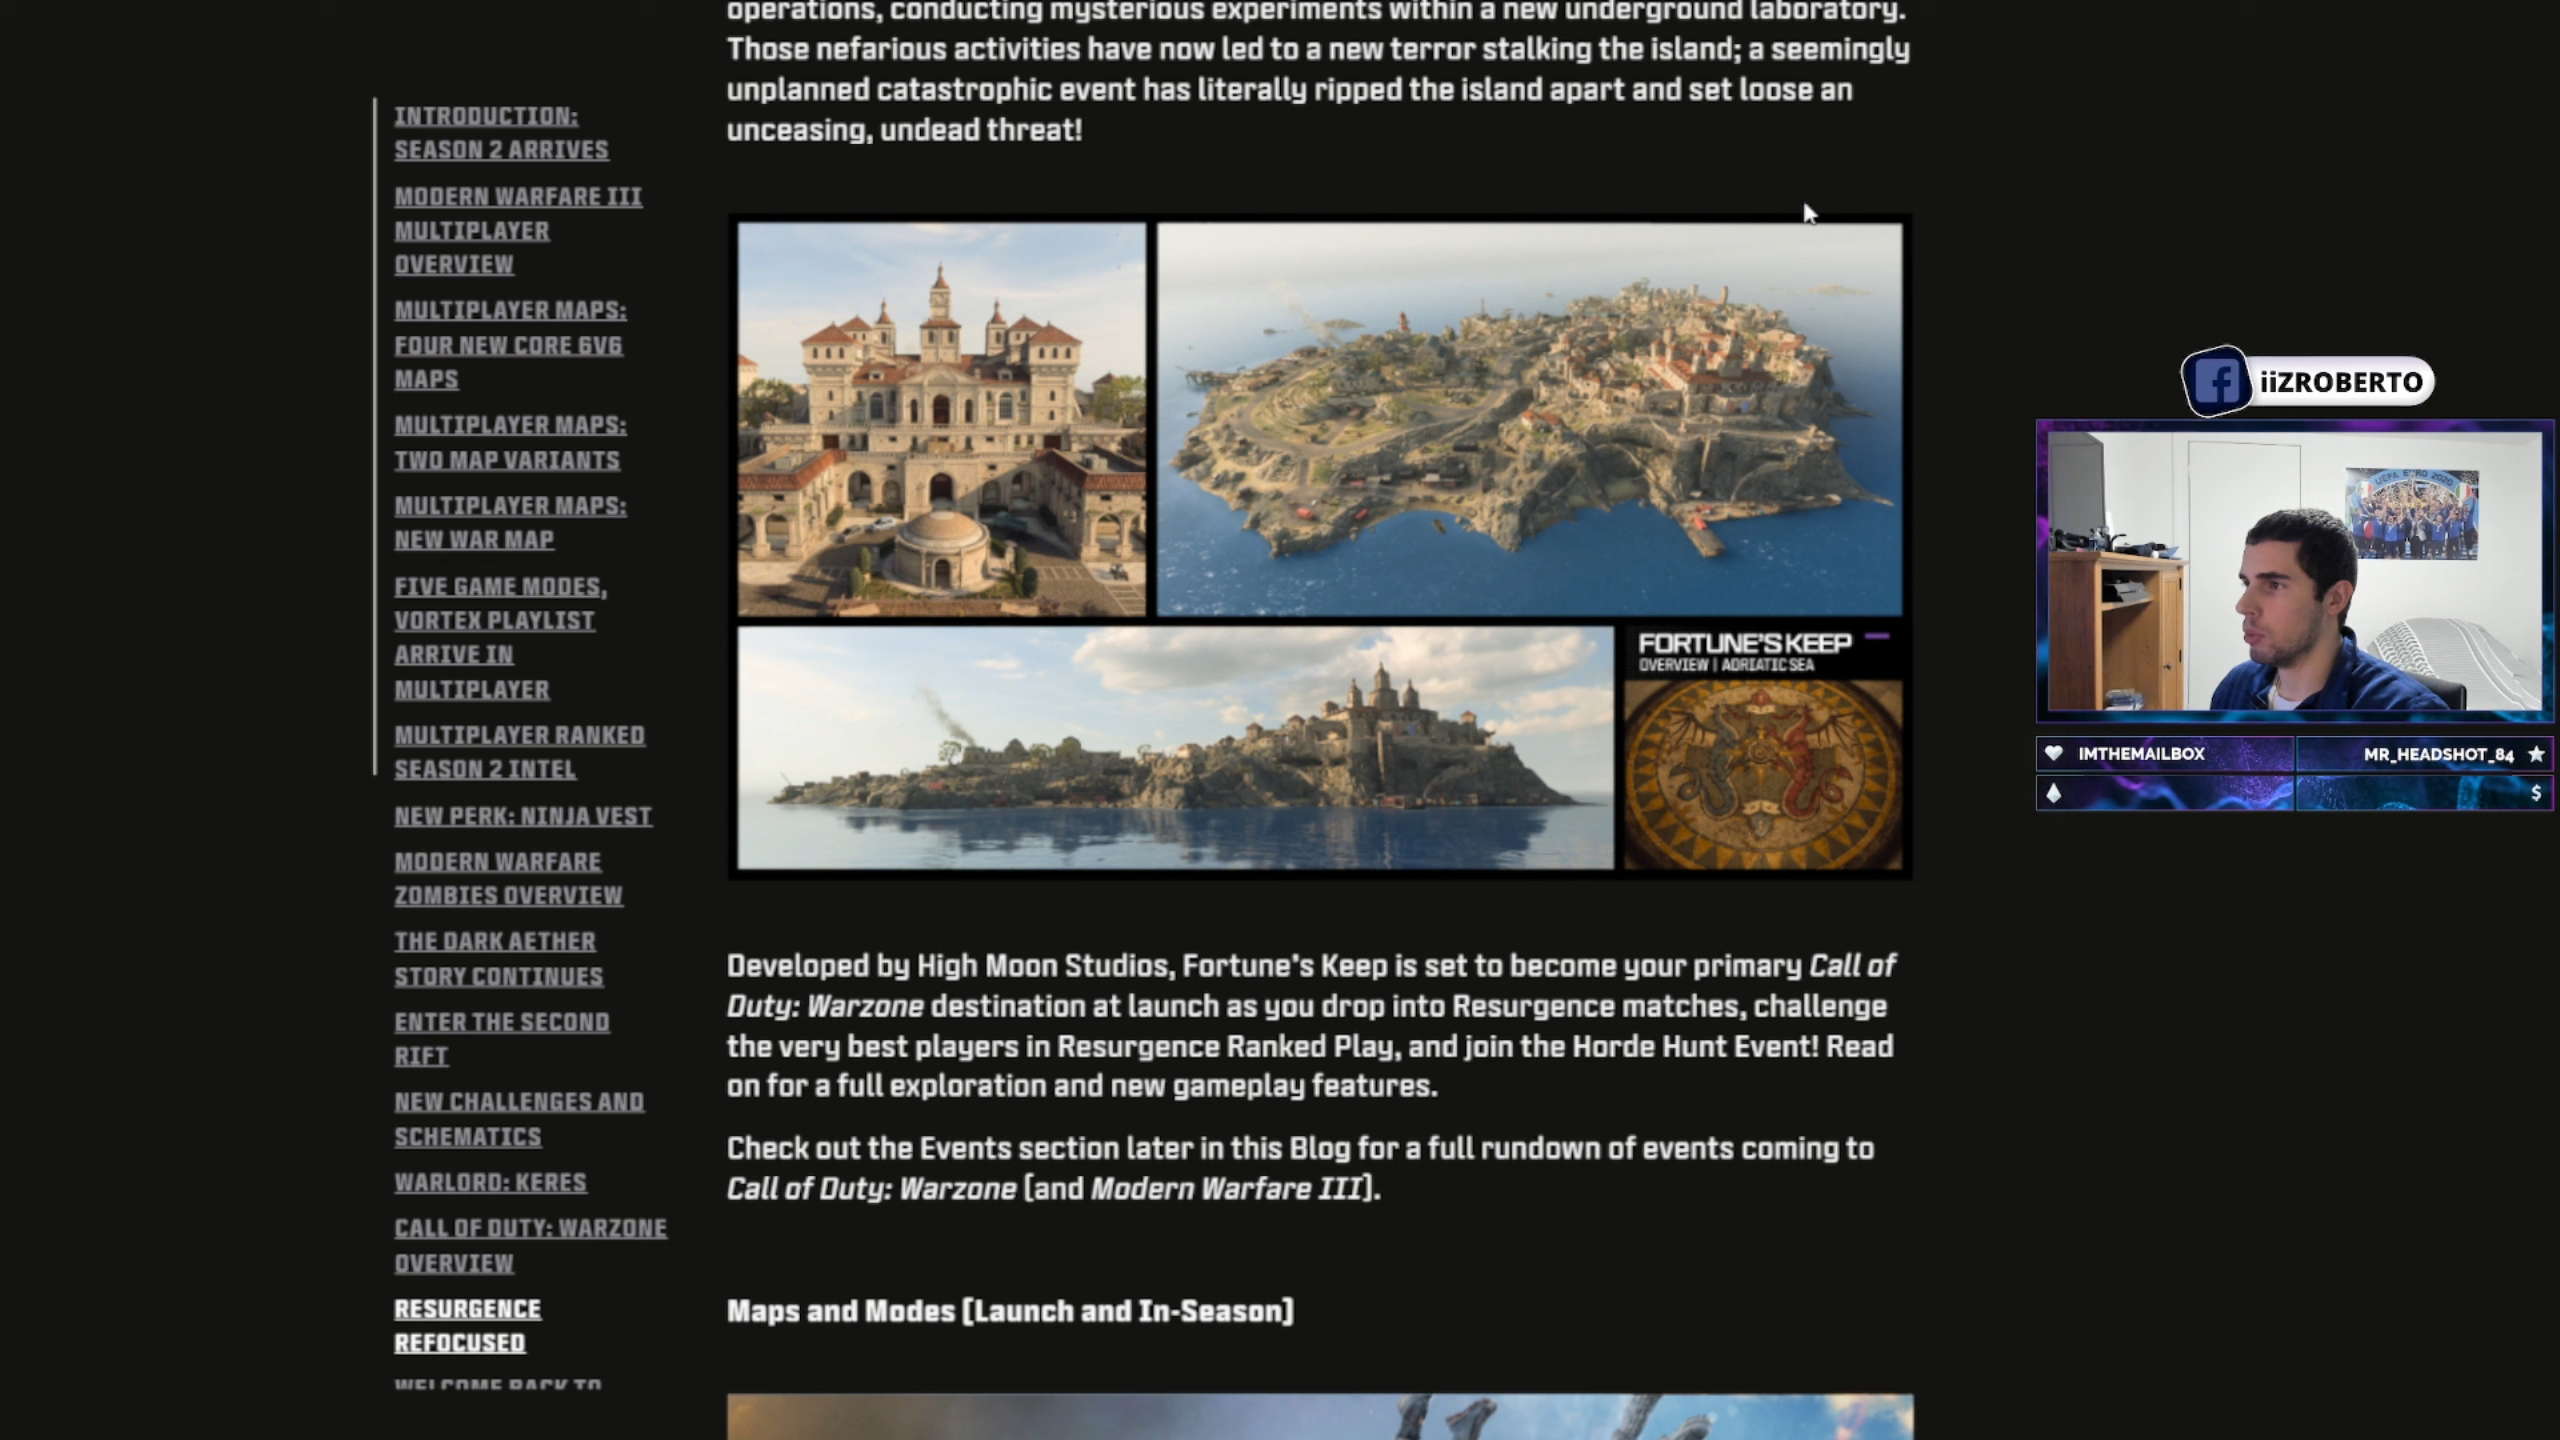 operations, conducting mysterious experiments within a new underground laboratory.
Those nefarious activities have now led to a new terror stalking the island; a seemingly
unplanned catastrophic event has literally ripped the island apart and set loose an
unceasing, undead threat!
INTRODUCTION:
SEASON 2 ARRIVES
MODERN WARFARE III
MULTIPLAYER
OVERVIEW
MULTIPLAYER MAPS:
FOUR NEW CORE 6V6
MAPS
MULTIPLAYER MAPS:
TWO MAP VARIANTS
MULTIPLAYER MAPS:
NEW WAR MAP
FIVE GAME MODES,
VORTEX PLAYLIST
ARRIVE IN
MULTIPLAYER
MULTIPLAYER RANKED
SEASON 2 INTEL
NEW PERK: NINJA VEST
MODERN WARFARE
ZOMBIES OVERVIEW
THE DARK AETHER
STORY CONTINUES
ENTER THE SECOND
RIFT
NEW CHALLENGES AND
SCHEMATICS
WARLORD: KERES
CALL OF DUTY: WARZONE
OVERVIEW
RESURGENCE
REFOCUSED
WELCOME BACK TO
FORTUNE'S KEEP
OVERVIEW | ADRIATIC SEA
Developed by High Moon Studios, Fortune's Keep is set to become your primary Call of
Duty: Warzone destination at launch as you drop into Resurgence matches, challenge
the very best players in Resurgence Ranked Play, and join the Horde Hunt Event! Read
on for a full exploration and new gameplay features.
Check out the Events section later in this Blog for a full rundown of events coming to
Call of Duty: Warzone [and Modern Warfare III].
Maps and Modes [Launch and In-Season]
f iiZROBERTO
UEFA EURO 2020
IMTHEMAILBOX
MR_HEADSHOT_84
$